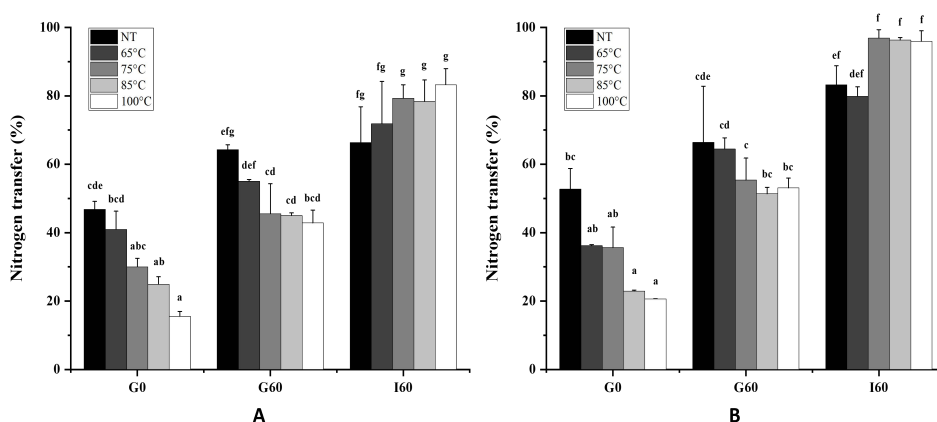 Nitrogen transfer (%)
100
80
60
40
20
0
NT
65°C
75°C
85°C
100°C
cde
bcd
abc
ab
a
efg
def
cd
cd
bcd
fg
fg
g
g
g
G0
G60
I60
A
Nitrogen transfer (%)
100
80
60
40
20
0
NT
65°C
75°C
85°C
100°C
bc
ab
ab
a
a
cde
cd
c
bc
bc
ef
def
f
f
f
G0
G60
I60
B